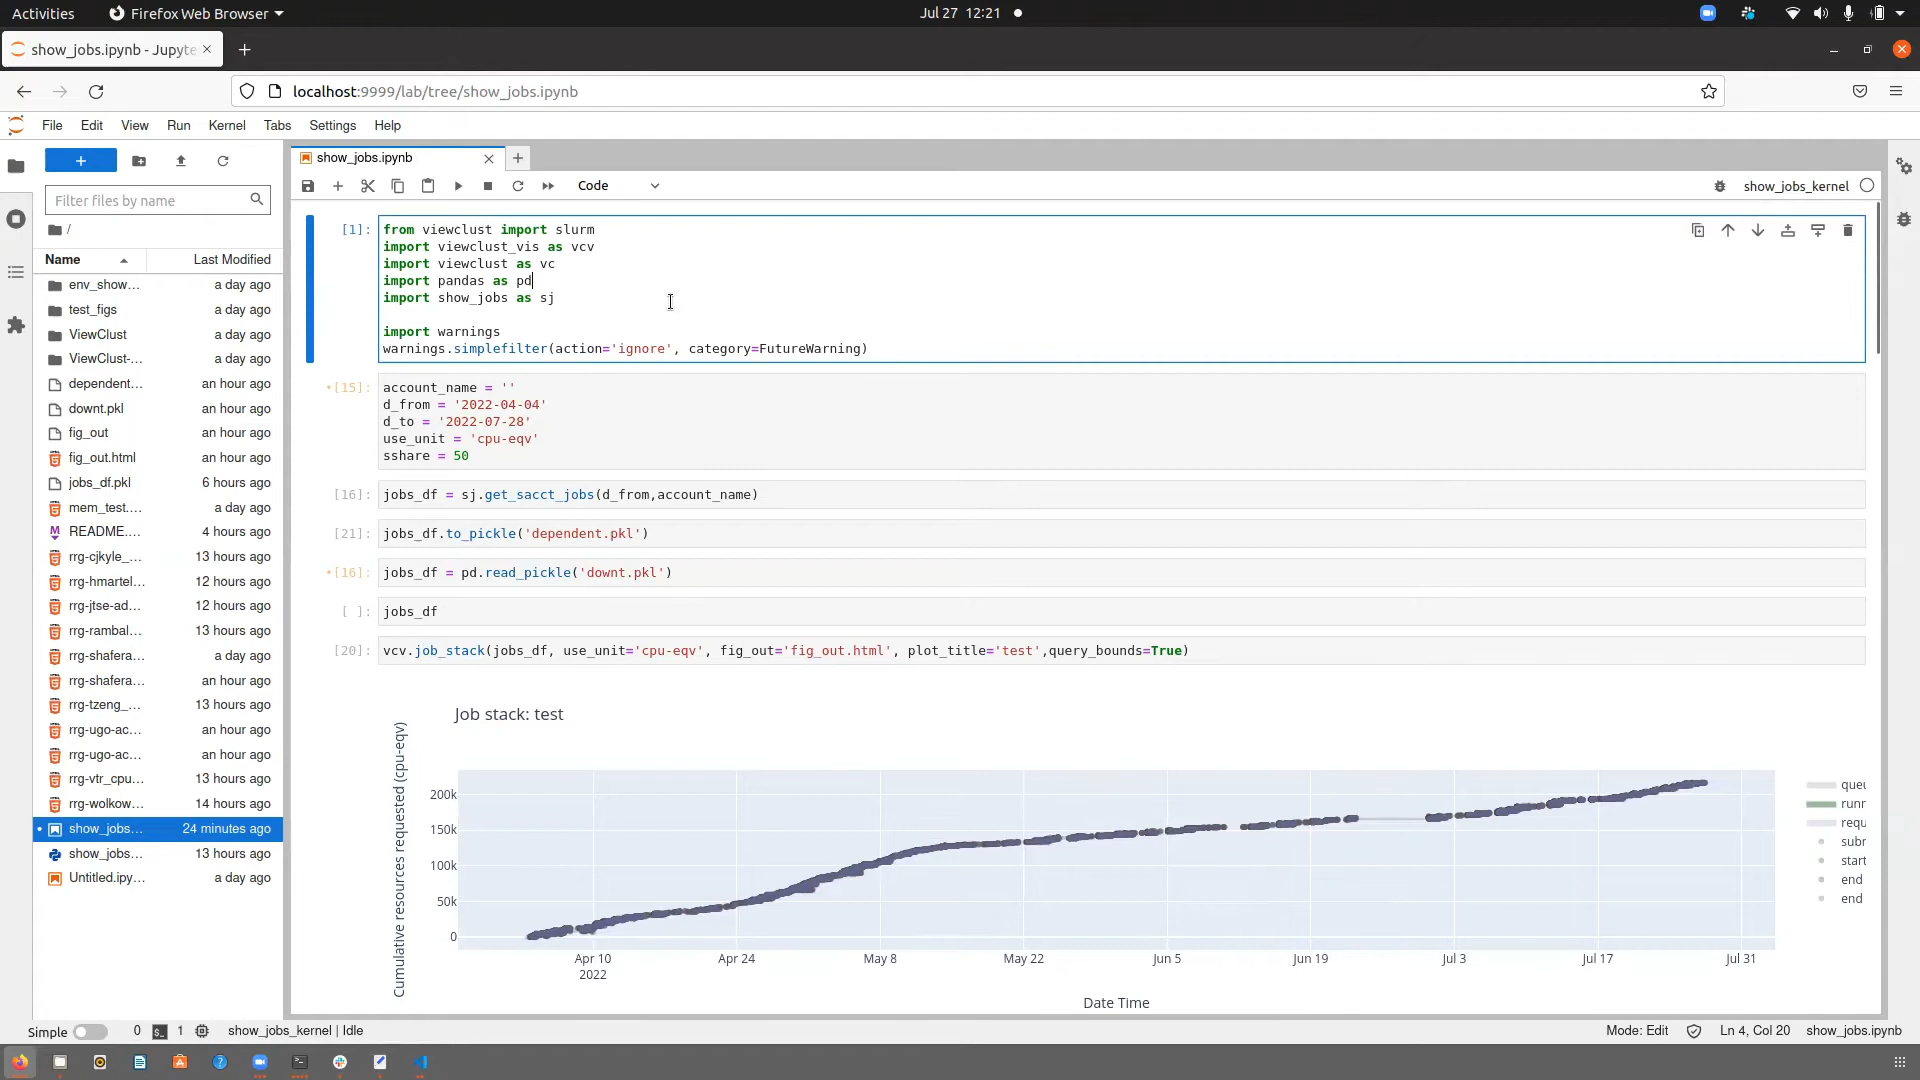 Activities
Firefox Web Browser
Jul 27 12:21
show_jobs.ipynb - Jupyte
localhost:9999/lab/tree/show_jobs.ipynb
File Edit View Run Kernel Tabs Settings Help
show_jobs.ipynb
Filter files by name
Code
show_jobs_kernel
/
Name Last Modified
env_show... a day ago
test_figs a day ago
ViewClust a day ago
ViewClust-... a day ago
dependent... an hour ago
downt.pkl an hour ago
fig_out an hour ago
fig_out.html an hour ago
jobs_df.pkl 6 hours ago
mem_test.... a day ago
README.... 4 hours ago
rrg-cjkyle_... 13 hours ago
rrg-hmartel... 12 hours ago
rrg-jtse-ad... 12 hours ago
rrg-rambal... 13 hours ago
rrg-shafera... a day ago
rrg-shafera... an hour ago
rrg-tzeng_... 13 hours ago
rrg-ugo-ac... an hour ago
rrg-ugo-ac... an hour ago
rrg-vtr_cpu... 13 hours ago
rrg-wolkow... 14 hours ago
show_jobs... 24 minutes ago
show_jobs... 13 hours ago
Untitled.ipy... a day ago
[1]: from viewclust import slurm
import viewclust_vis as vcv
import viewclust as vc
import pandas as pd
import show_jobs as sj
import warnings
warnings.simplefilter(action='ignore', category=FutureWarning)
•[15]: account_name = ''
d_from = '2022-04-04'
d_to = '2022-07-28'
use_unit = 'cpu-eqv'
sshare = 50
[16]: jobs_df = sj.get_sacct_jobs(d_from,account_name)
[21]: jobs_df.to_pickle('dependent.pkl')
•[16]: jobs_df = pd.read_pickle('downt.pkl')
[ ]: jobs_df
[20]: vcv.job_stack(jobs_df, use_unit='cpu-eqv', fig_out='fig_out.html', plot_title='test',query_bounds=True)
Job stack: test
Cumulative resources requested (cpu-eqv)
200k
150k
100k
50k
0
Apr 10 Apr 24 May 8 May 22 Jun 5 Jun 19 Jul 3 Jul 17 Jul 31
2022
Date Time
queu
runr
requ
subr
start
end
end
Simple 0 1 show_jobs_kernel | Idle
Mode: Edit Ln 4, Col 20 show_jobs.ipynb